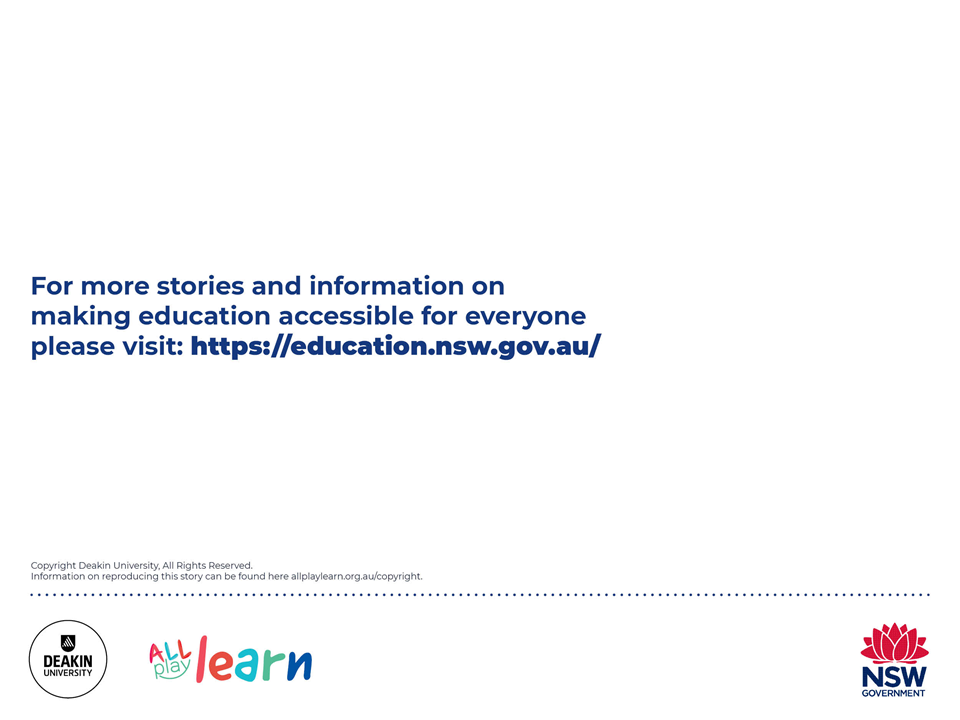 For more stories and information on
making education accessible for everyone
please visit: https://education.nsw.gov.au/
Copyright Deakin University, All Rights Reserved.
Information on reproducing this story can be found here allplaylearn.org.au/copyright.
DEAKIN
UNIVERSITY
ALL
play
learn
NSW
GOVERNMENT